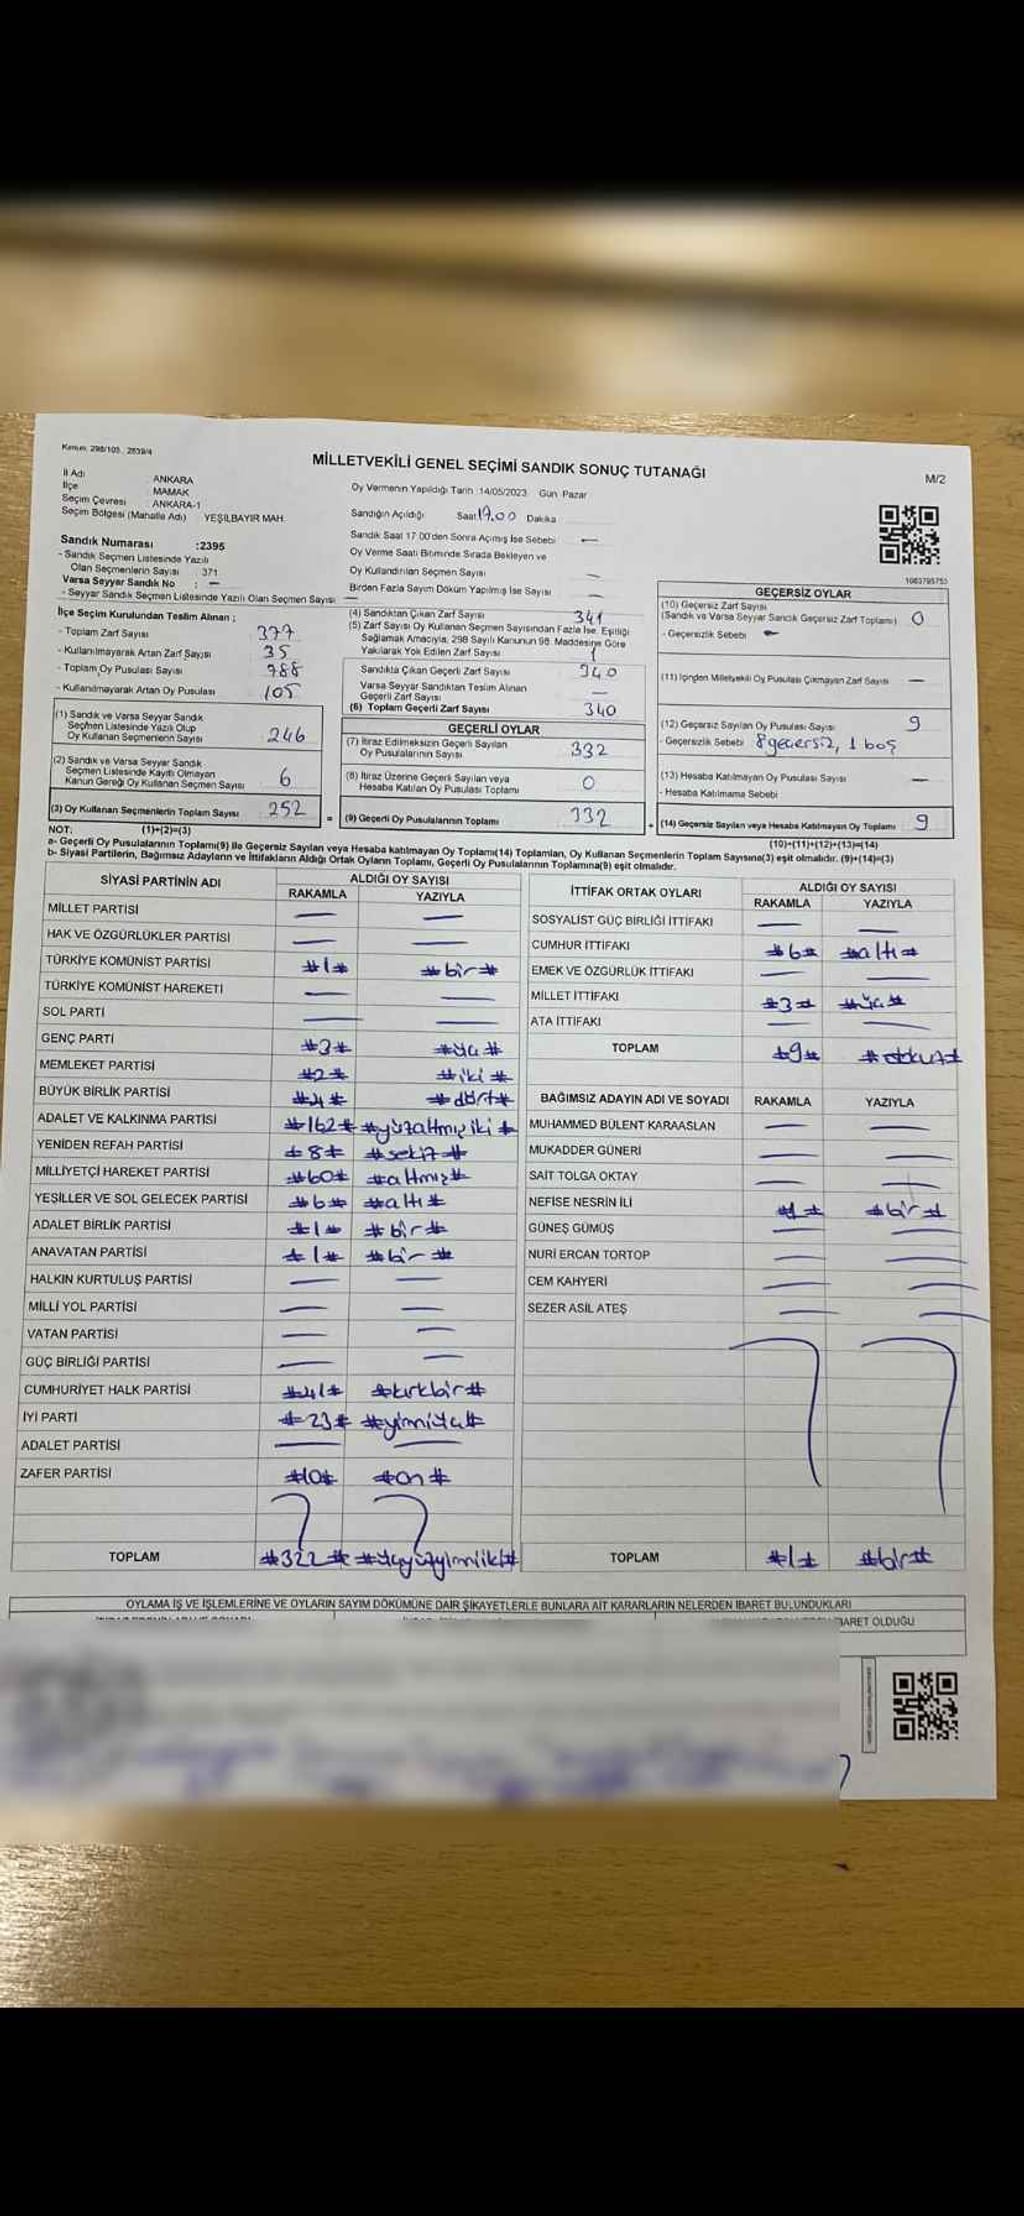 Kanun: 298/105, 2839/4
MİLLETVEKİLİ GENEL SEÇİMİ SANDIK SONUÇ TUTANAĞI
M/2
İl Adı ANKARA
İlçe MAMAK
Seçim Çevresi ANKARA-1
Seçim Bölgesi (Mahalle Adı) YEŞİLBAYIR MAH.
Sandık Numarası :2395
- Sandık Seçmen Listesinde Yazılı
Olan Seçmenlerin Sayısı : 371
Varsa Seyyar Sandık No : —
- Seyyar Sandık Seçmen Listesinde Yazılı Olan Seçmen Sayısı —
Oy Vermenin Yapıldığı Tarih :14/05/2023 Gün Pazar
Sandığın Açıldığı Saat 19.00 Dakika
Sandık Saat 17:00'den Sonra Açımış İse Sebebi —
Oy Verme Saati Bitiminde Sırada Bekleyen ve
Oy Kullandırılan Seçmen Sayısı —
Birden Fazla Sayım Döküm Yapılmış İse Sayısı —
1063795753
İlçe Seçim Kurulundan Teslim Alınan ;
- Toplam Zarf Sayısı 377
- Kullanılmayarak Artan Zarf Sayısı 35
- Toplam Oy Pusulası Sayısı 788
- Kullanılmayarak Artan Oy Pusulası 105
(1) Sandık ve Varsa Seyyar Sandık
Seçmen Listesinde Yazılı Olup
Oy Kullanan Seçmenlerin Sayısı 246
(2) Sandık ve Varsa Seyyar Sandık
Seçmen Listesinde Kayıtlı Olmayan
Kanun Gereği Oy Kullanan Seçmen Sayısı 6
(3) Oy Kullanan Seçmenlerin Toplam Sayısı 252
(4) Sandıktan Çıkan Zarf Sayısı 341
(5) Zarf Sayısı Oy Kullanan Seçmen Sayısından Fazla İse, Eşitliği
Sağlamak Amacıyla, 298 Sayılı Kanunun 98. Maddesine Göre
Yakılarak Yok Edilen Zarf Sayısı 1
Sandıkta Çıkan Geçerli Zarf Sayısı 340
Varsa Seyyar Sandıktan Teslim Alınan
Geçerli Zarf Sayısı —
(6) Toplam Geçerli Zarf Sayısı 340
GEÇERLİ OYLAR
(7) İtiraz Edilmeksizin Geçerli Sayılan
Oy Pusulalarının Sayısı 332
(8) İtiraz Üzerine Geçerli Sayılan veya
Hesaba Katılan Oy Pusulası Toplamı 0
= (9) Geçerli Oy Pusulalarının Toplamı 332
GEÇERSİZ OYLAR
(10) Geçersiz Zarf Sayısı
(Sandık ve Varsa Seyyar Sandık Geçersiz Zarf Toplamı) 0
- Geçersizlik Sebebi —
(11) İçinden Milletvekili Oy Pusulası Çıkmayan Zarf Sayısı —
(12) Geçersiz Sayılan Oy Pusulası Sayısı 9
- Geçersizlik Sebebi 8 geçersiz, 1 boş
(13) Hesaba Katılmayan Oy Pusulası Sayısı —
- Hesaba Katılmama Sebebi
+ (14) Geçersiz Sayılan veya Hesaba Katılmayan Oy Toplamı 9
NOT: (1)+(2)=(3) (10)+(11)+(12)+(13)=(14)
a- Geçerli Oy Pusulaları Toplamı(9) ile Geçersiz Sayılan veya Hesaba katılmayan Oy Toplamı(14) Toplamları, Oy Kullanan Seçmenlerin Toplam Sayısına(3) eşit olmalıdır. (9)+(14)=(3)
b- Siyasi Partilerin, Bağımsız Adayların ve İttifakların Aldığı Ortak Oyların Toplamı, Geçerli Oy Pusulalarının Toplamına(9) eşit olmalıdır.
SİYASİ PARTİNİN ADI ALDIĞI OY SAYISI
RAKAMLA YAZIYLA
MİLLET PARTİSİ — —
HAK VE ÖZGÜRLÜKLER PARTİSİ — —
TÜRKİYE KOMÜNİST PARTİSİ #1# #bir#
TÜRKİYE KOMÜNİST HAREKETİ — —
SOL PARTİ — —
GENÇ PARTİ #3# #üç#
MEMLEKET PARTİSİ #2# #iki#
BÜYÜK BİRLİK PARTİSİ #4# #dört#
ADALET VE KALKINMA PARTİSİ #162# #yüzaltmışiki#
YENİDEN REFAH PARTİSİ #8# #sekiz#
MİLLİYETÇİ HAREKET PARTİSİ #60# #altmış#
YEŞİLLER VE SOL GELECEK PARTİSİ #6# #altı#
ADALET BİRLİK PARTİSİ #1# #bir#
ANAVATAN PARTİSİ #1# #bir#
HALKIN KURTULUŞ PARTİSİ — —
MİLLİ YOL PARTİSİ — —
VATAN PARTİSİ — —
GÜÇ BİRLİĞİ PARTİSİ — —
CUMHURİYET HALK PARTİSİ #41# #kırkbir#
İYİ PARTİ #23# #yirmiüç#
ADALET PARTİSİ — —
ZAFER PARTİSİ #10# #on#
TOPLAM #322# #üçyüzyirmiiki#
İTTİFAK ORTAK OYLARI ALDIĞI OY SAYISI
RAKAMLA YAZIYLA
SOSYALİST GÜÇ BİRLİĞİ İTTİFAKI — —
CUMHUR İTTİFAKI #6# #altı#
EMEK VE ÖZGÜRLÜK İTTİFAKI — —
MİLLET İTTİFAKI #3# #üç#
ATA İTTİFAKI — —
TOPLAM #9# #dokuz#
BAĞIMSIZ ADAYIN ADI VE SOYADI RAKAMLA YAZIYLA
MUHAMMED BÜLENT KARAASLAN — —
MUKADDER GÜNERİ — —
SAİT TOLGA OKTAY — —
NEFİSE NESRİN İLİ #1# #bir#
GÜNEŞ GÜMÜŞ — —
NURİ ERCAN TORTOP — —
CEM KAHYERİ — —
SEZER ASİL ATEŞ — —
TOPLAM #1# #bir#
OYLAMA İŞ VE İŞLEMLERİNE VE OYLARIN SAYIM DÖKÜMÜNE DAİR ŞİKAYETLERLE BUNLARA AİT KARARLARIN NELERDEN İBARET BULUNDUKLARI
İBARET OLDUĞU